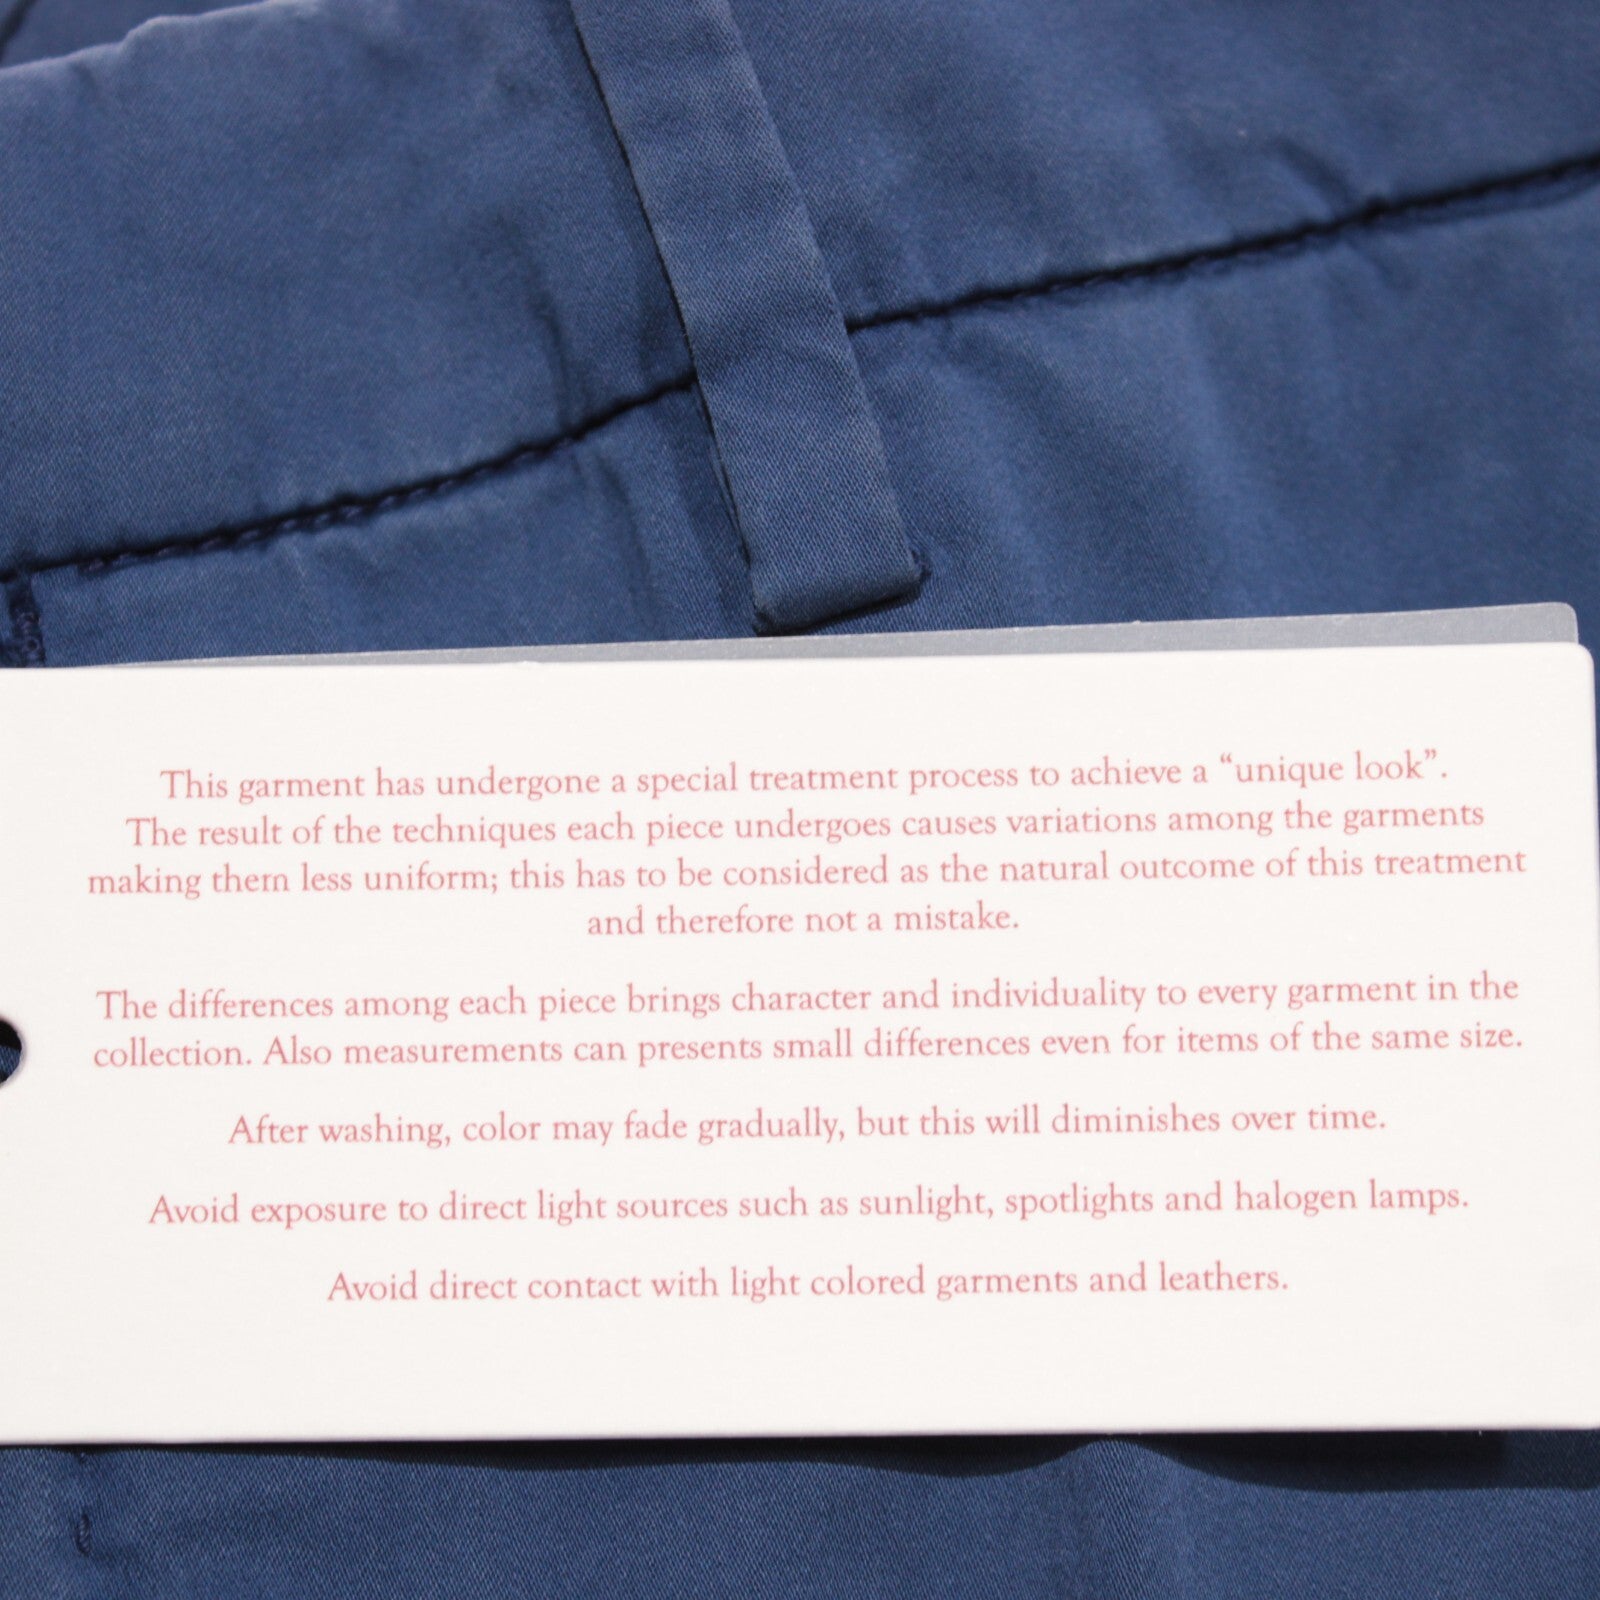 This garment has undergone a special treatment process to achieve a “unique look”.
The result of the techniques each piece undergoes causes variations among the garments
making them less uniform; this has to be considered as the natural outcome of this treatment
and therefore not a mistake.
The differences among each piece brings character and individuality to every garment in the
collection. Also measurements can presents small differences even for items of the same size.
After washing, color may fade gradually, but this will diminishes over time.
Avoid exposure to direct light sources such as sunlight, spotlights and halogen lamps.
Avoid direct contact with light colored garments and leathers.